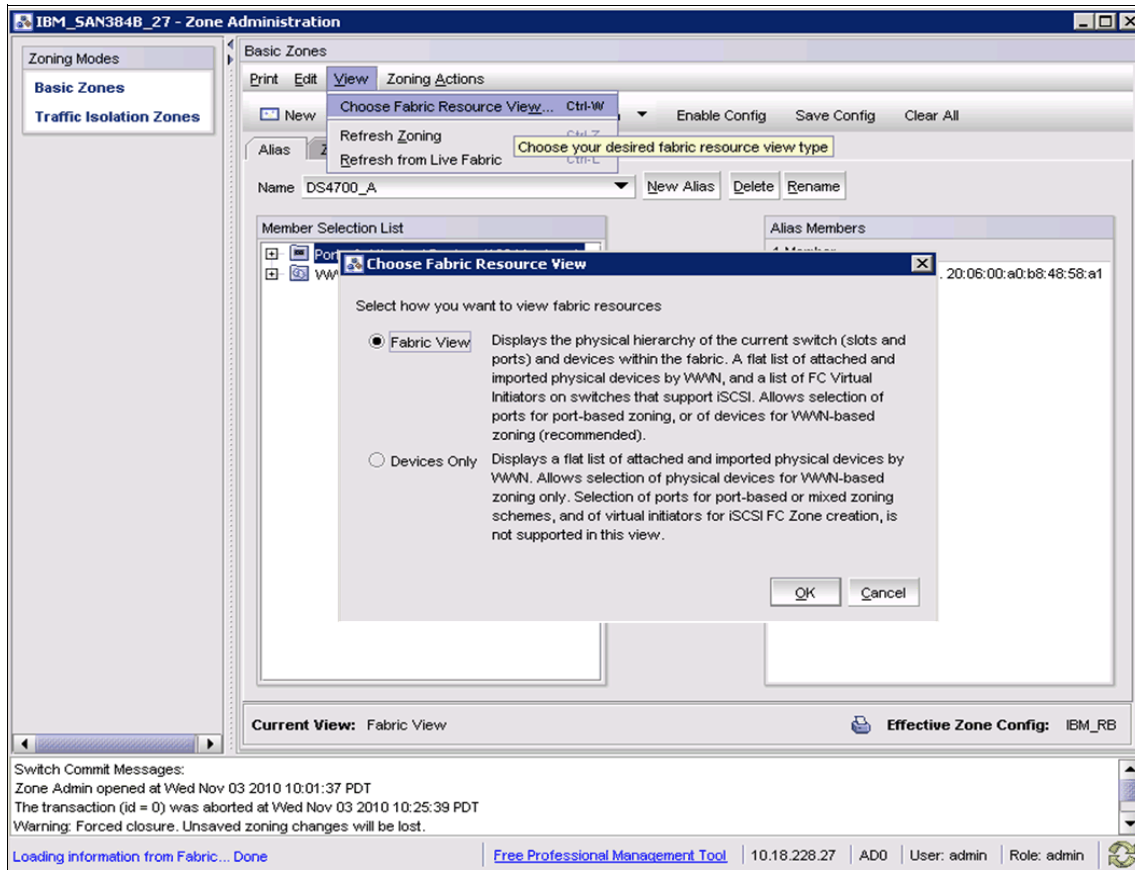 IBM_SAN384B_27 - Zone Administration
Zoning Modes
Basic Zones
Traffic Isolation Zones
Basic Zones
Print Edit View Zoning Actions
New
Enable Config Save Config Clear All
Choose Fabric Resource View... Ctrl-W
Refresh Zoning Ctrl-Z
Refresh from Live Fabric Ctrl-L
Choose your desired fabric resource view type
Alias
Name DS4700_A New Alias Delete Rename
Member Selection List
Alias Members
1 Member
20:06:00:a0:b8:48:58:a1
Choose Fabric Resource View
Select how you want to view fabric resources
Fabric View
Displays the physical hierarchy of the current switch (slots and
ports) and devices within the fabric. A flat list of attached and
imported physical devices by WWN, and a list of FC Virtual
Initiators on switches that support iSCSI. Allows selection of
ports for port-based zoning, or of devices for WWN-based
zoning (recommended).
Devices Only
Displays a flat list of attached and imported physical devices by
WWN. Allows selection of physical devices for WWN-based
zoning only. Selection of ports for port-based or mixed zoning
schemes, and of virtual initiators for iSCSI FC Zone creation, is
not supported in this view.
OK Cancel
Current View: Fabric View
Effective Zone Config: IBM_RB
Switch Commit Messages:
Zone Admin opened at Wed Nov 03 2010 10:01:37 PDT
The transaction (id = 0) was aborted at Wed Nov 03 2010 10:25:39 PDT
Warning: Forced closure. Unsaved zoning changes will be lost.
Loading information from Fabric... Done
Free Professional Management Tool 10.18.228.27 AD0 User: admin Role: admin